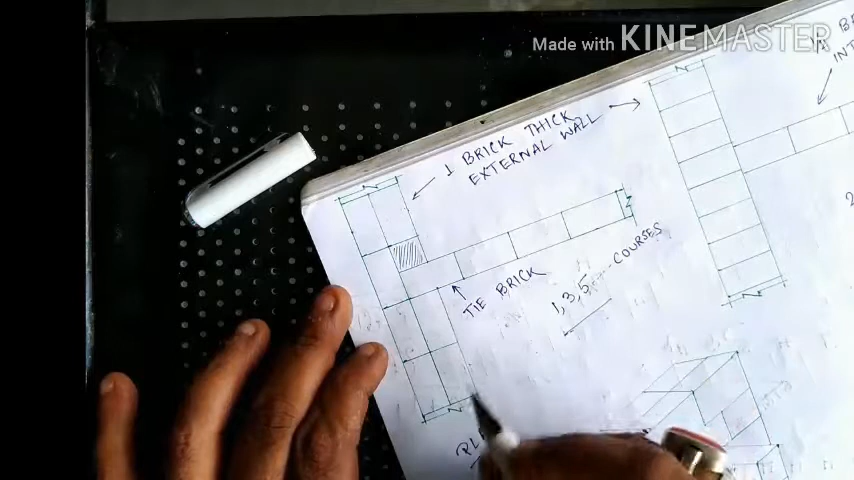 Made with KINEMASTER
1 BRICK THICK
EXTERNAL WALL
TIE BRICK
1,3,5 --- COURSES